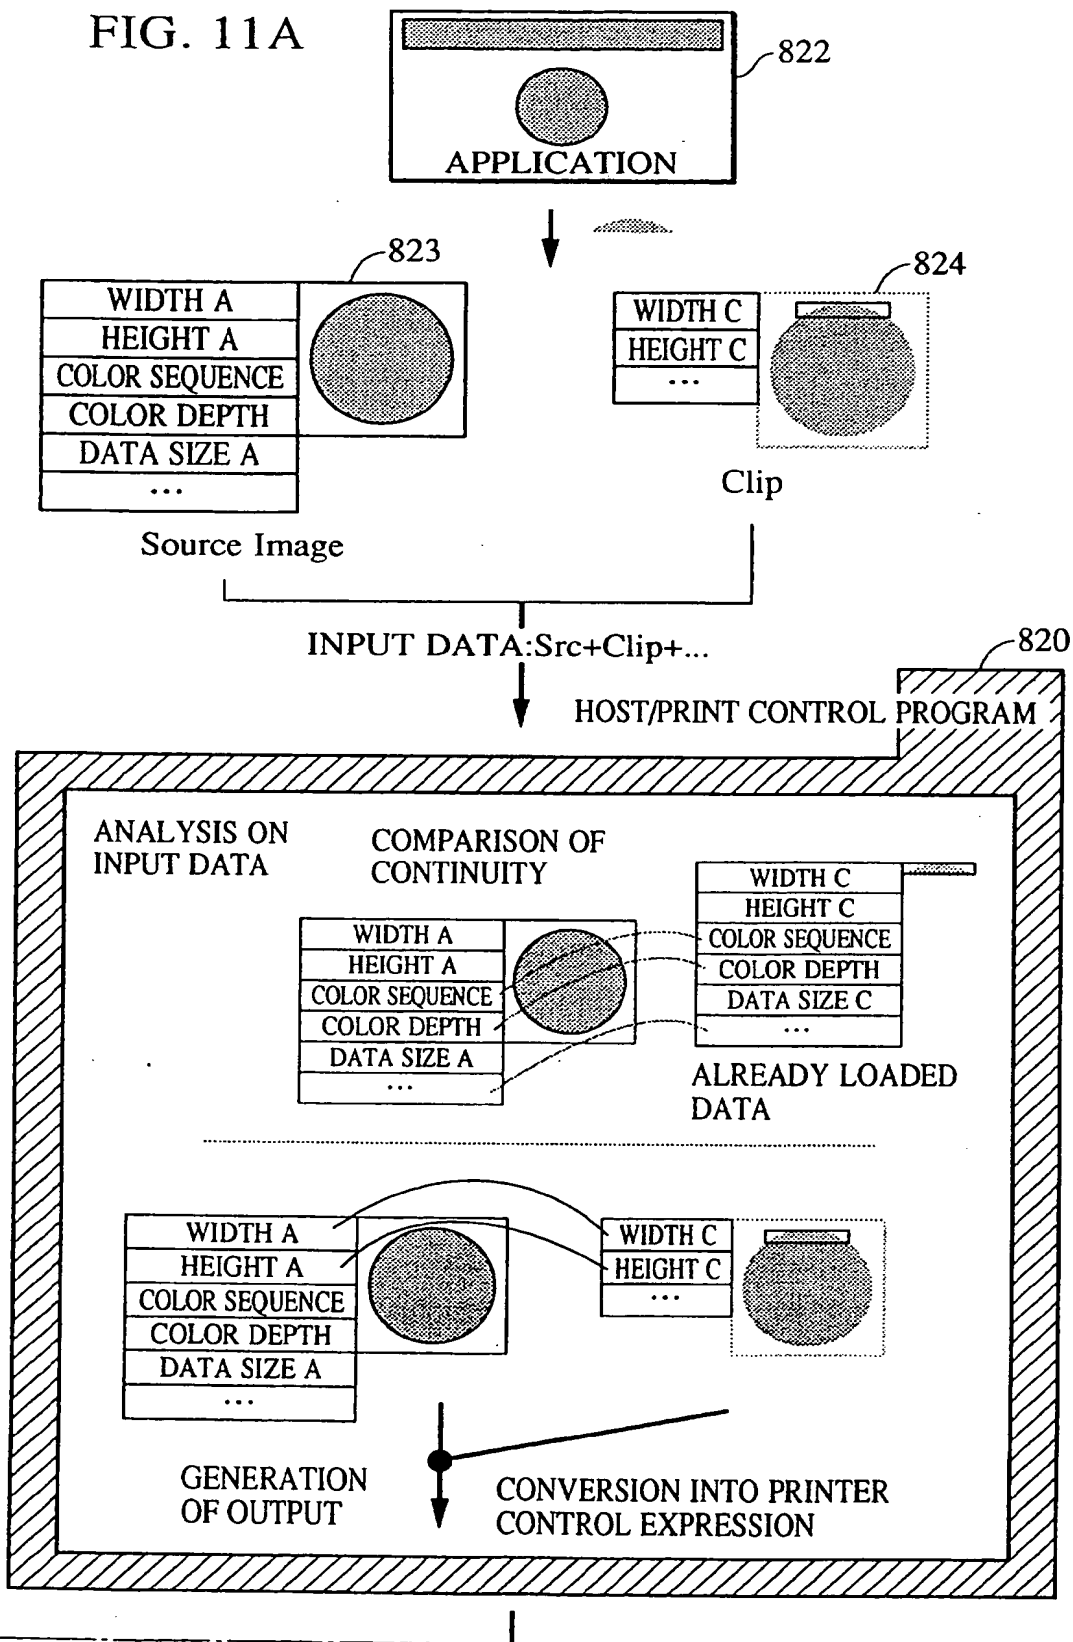 FIG. 11A
822
APPLICATION
823
WIDTH A
HEIGHT A
COLOR SEQUENCE
COLOR DEPTH
DATA SIZE A
...
Source Image
824
WIDTH C
HEIGHT C
...
Clip
INPUT DATA:Src+Clip+...
820
HOST/PRINT CONTROL PROGRAM
ANALYSIS ON
INPUT DATA
COMPARISON OF
CONTINUITY
WIDTH A
HEIGHT A
COLOR SEQUENCE
COLOR DEPTH
DATA SIZE A
...
WIDTH C
HEIGHT C
COLOR SEQUENCE
COLOR DEPTH
DATA SIZE C
...
ALREADY LOADED
DATA
WIDTH A
HEIGHT A
COLOR SEQUENCE
COLOR DEPTH
DATA SIZE A
...
WIDTH C
HEIGHT C
...
GENERATION
OF OUTPUT
CONVERSION INTO PRINTER
CONTROL EXPRESSION